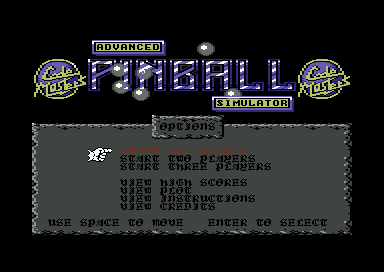 ADVANCED
PINBALL
SIMULATOR
Code Masters
Code Masters
OPTIONS
START TWO PLAYERS
START THREE PLAYERS
VIEW HIGH SCORES
VIEW PLOT
VIEW INSTRUCTIONS
VIEW CREDITS
USE SPACE TO MOVE ENTER TO SELECT